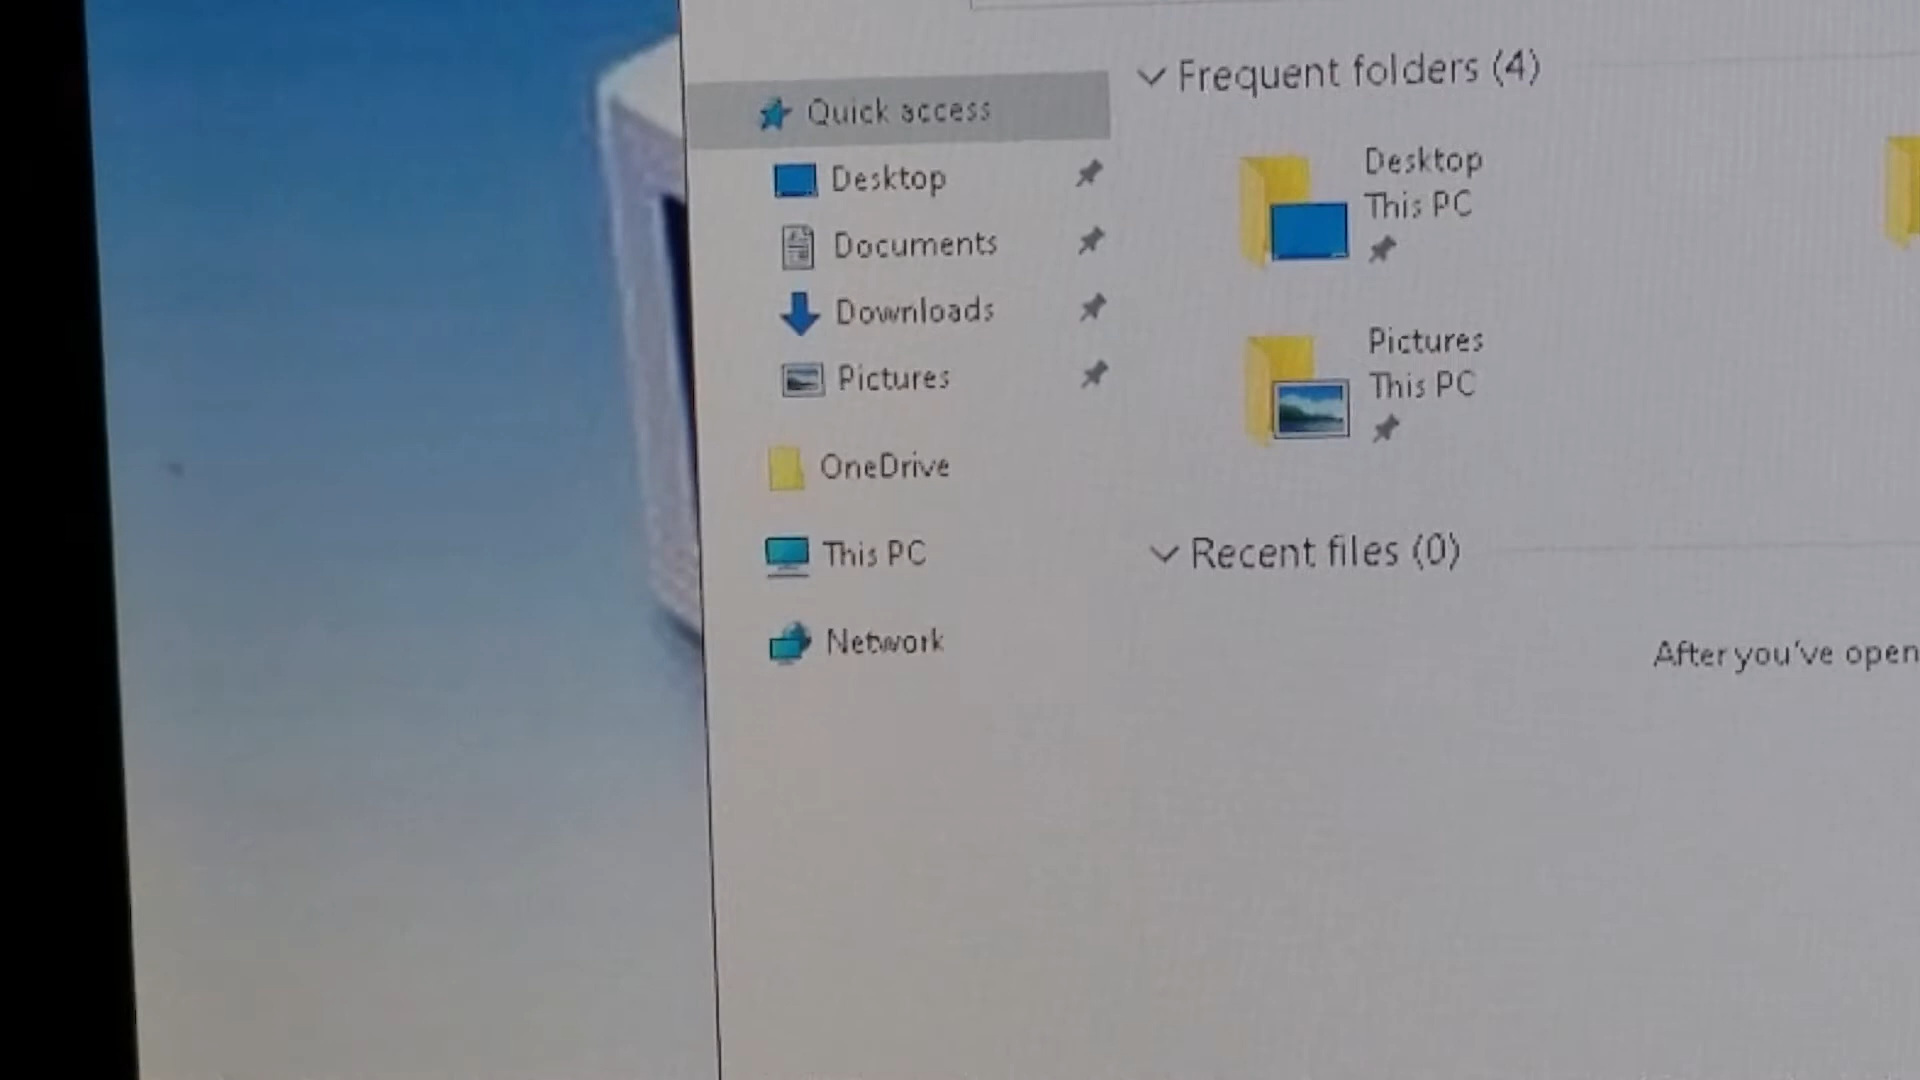 Quick access
Desktop
Documents
Downloads
Pictures
OneDrive
This PC
Network
Frequent folders (4)
Desktop
This PC
Pictures
This PC
Recent files (0)
After you've open